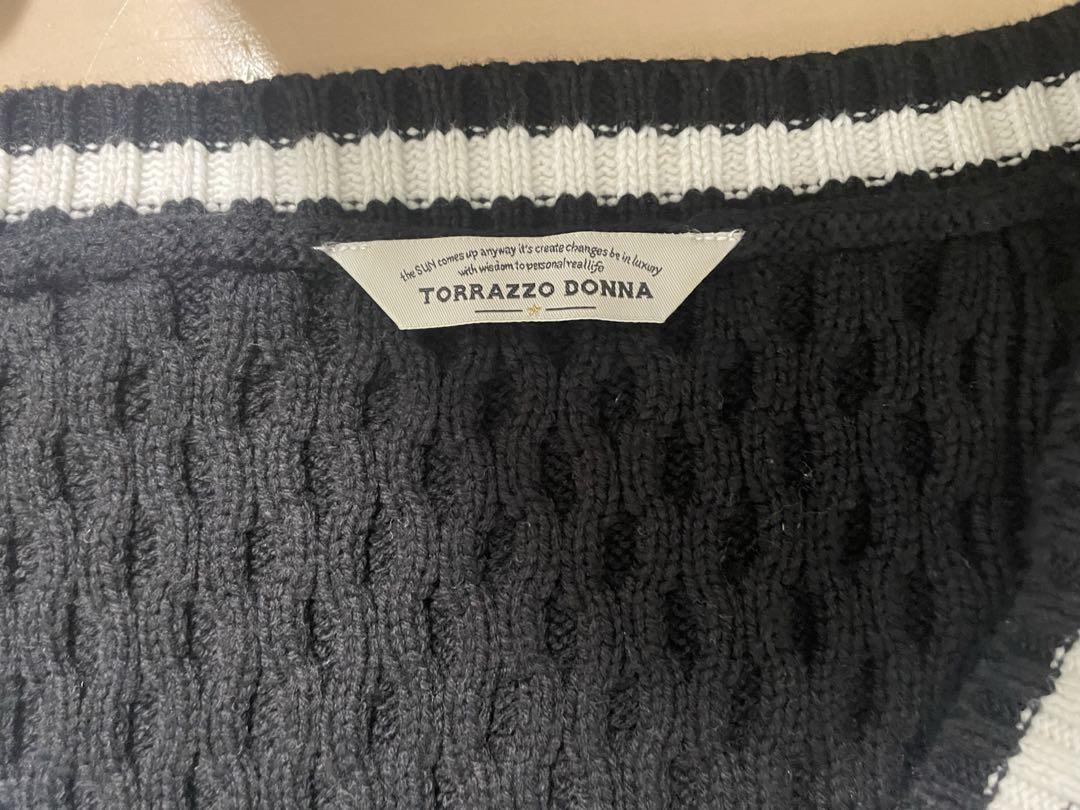 the SUN comes up anyway it's create changes be in luxury
with wisdom to personal real life
TORRAZZO DONNA